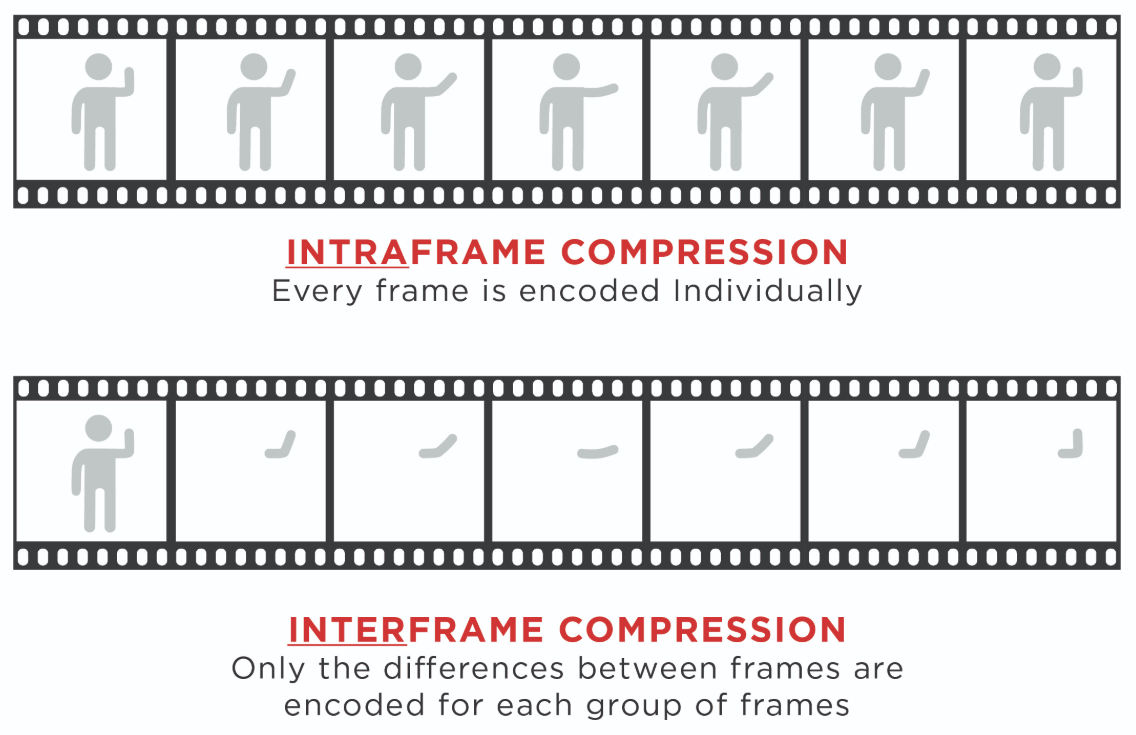 INTRAFRAME COMPRESSION
Every frame is encoded Individually
INTERFRAME COMPRESSION
Only the differences between frames are
encoded for each group of frames